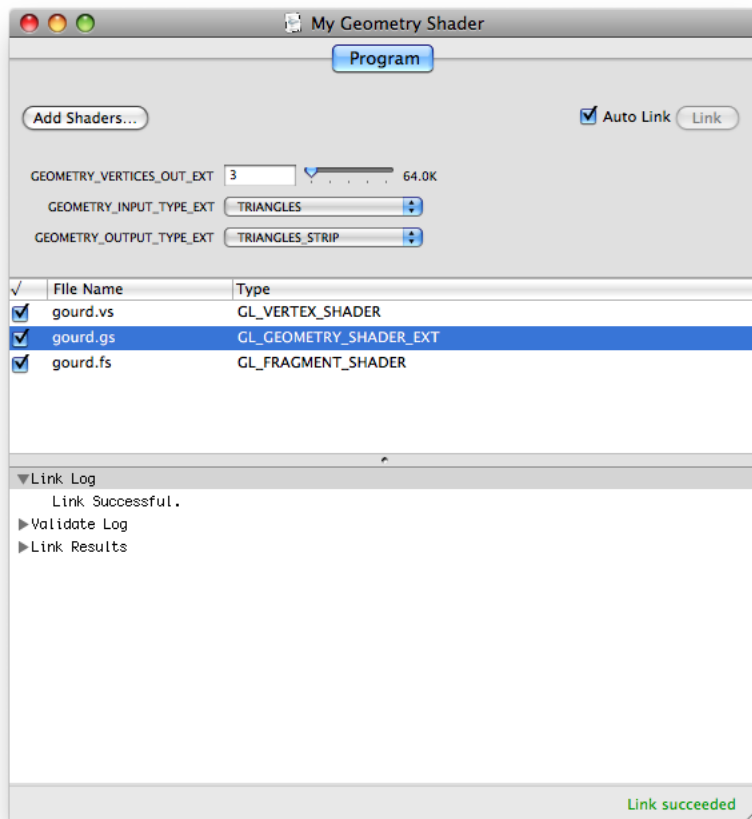 My Geometry Shader
Program
Add Shaders... Auto Link Link
GEOMETRY_VERTICES_OUT_EXT 3 64.0K
GEOMETRY_INPUT_TYPE_EXT TRIANGLES
GEOMETRY_OUTPUT_TYPE_EXT TRIANGLES_STRIP
√ FIle Name Type
gourd.vs GL_VERTEX_SHADER
gourd.gs GL_GEOMETRY_SHADER_EXT
gourd.fs GL_FRAGMENT_SHADER
Link Log
Link Successful.
Validate Log
Link Results
Link succeeded